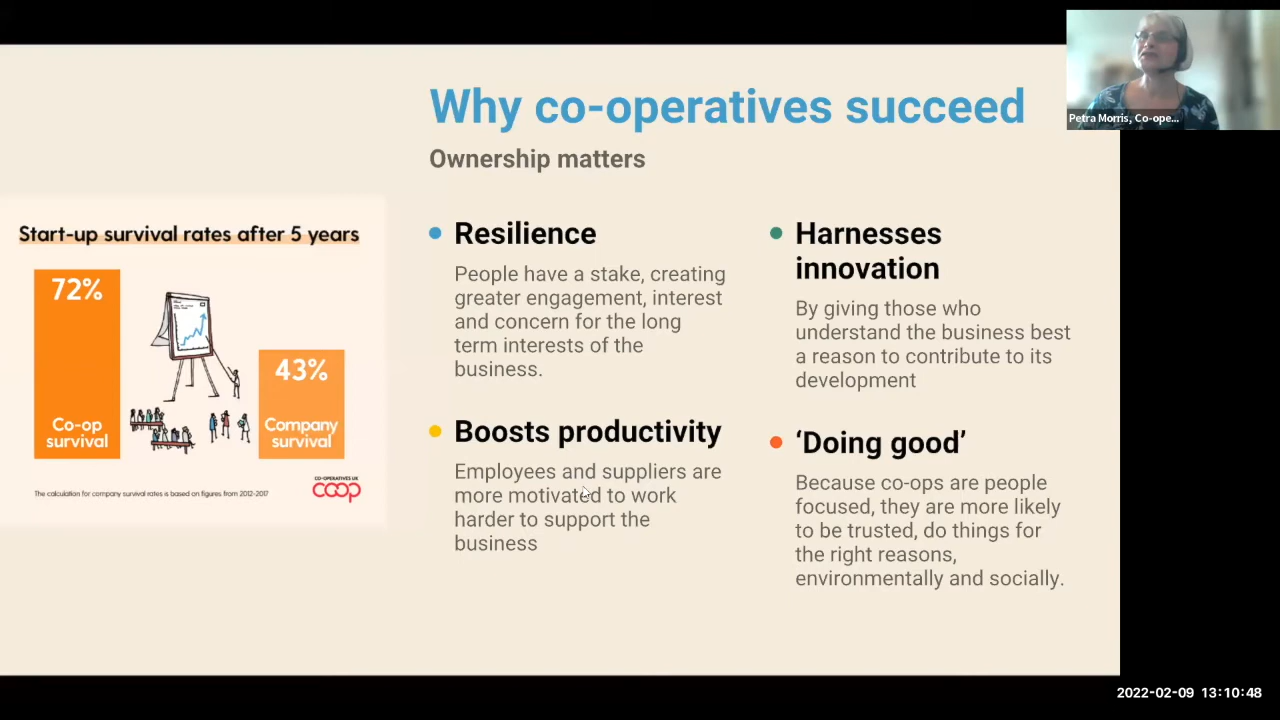 Why co-operatives succeed
Ownership matters
Petra Morris, Co-ope...
Start-up survival rates after 5 years
72%
Co-op
survival
43%
Company
survival
The calculation for company survival rates is based on figures from 2012-2017
CO-OPERATIVES UK
coop
Resilience
People have a stake, creating
greater engagement, interest
and concern for the long
term interests of the
business.
Boosts productivity
Employees and suppliers are
more motivated to work
harder to support the
business
Harnesses
innovation
By giving those who
understand the business best
a reason to contribute to its
development
‘Doing good’
Because co-ops are people
focused, they are more likely
to be trusted, do things for
the right reasons,
environmentally and socially.
2022-02-09 13:10:48